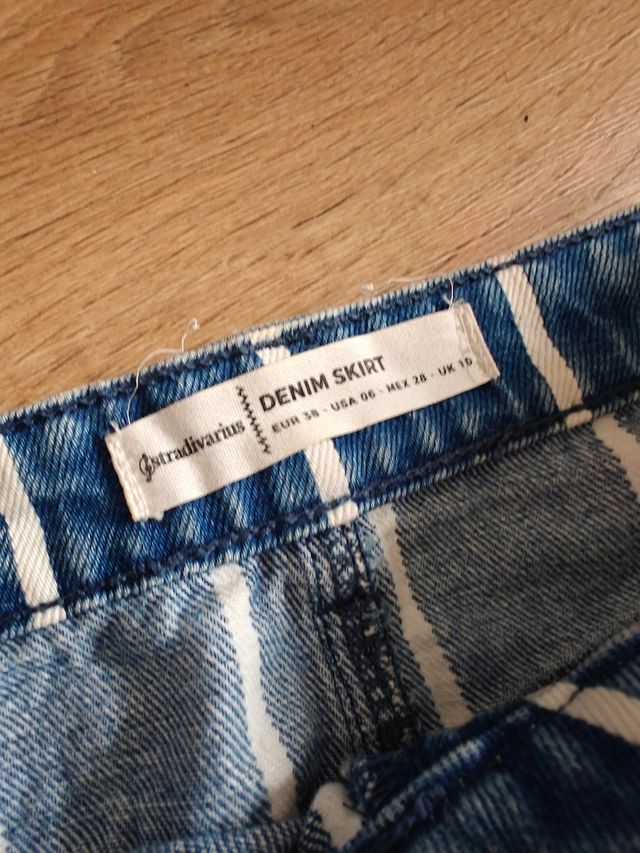 stradivarius
DENIM SKIRT
EUR 38 - USA 06 - MEX 28 - UK 10